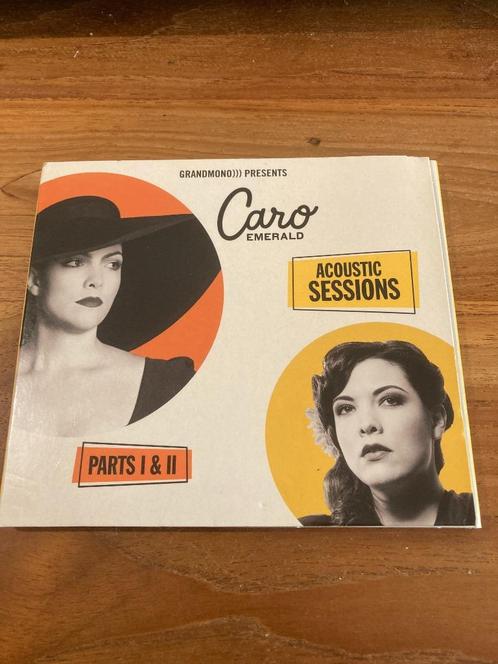 GRANDMONO))) PRESENTS
Caro
EMERALD
ACOUSTIC
SESSIONS
PARTS I & II